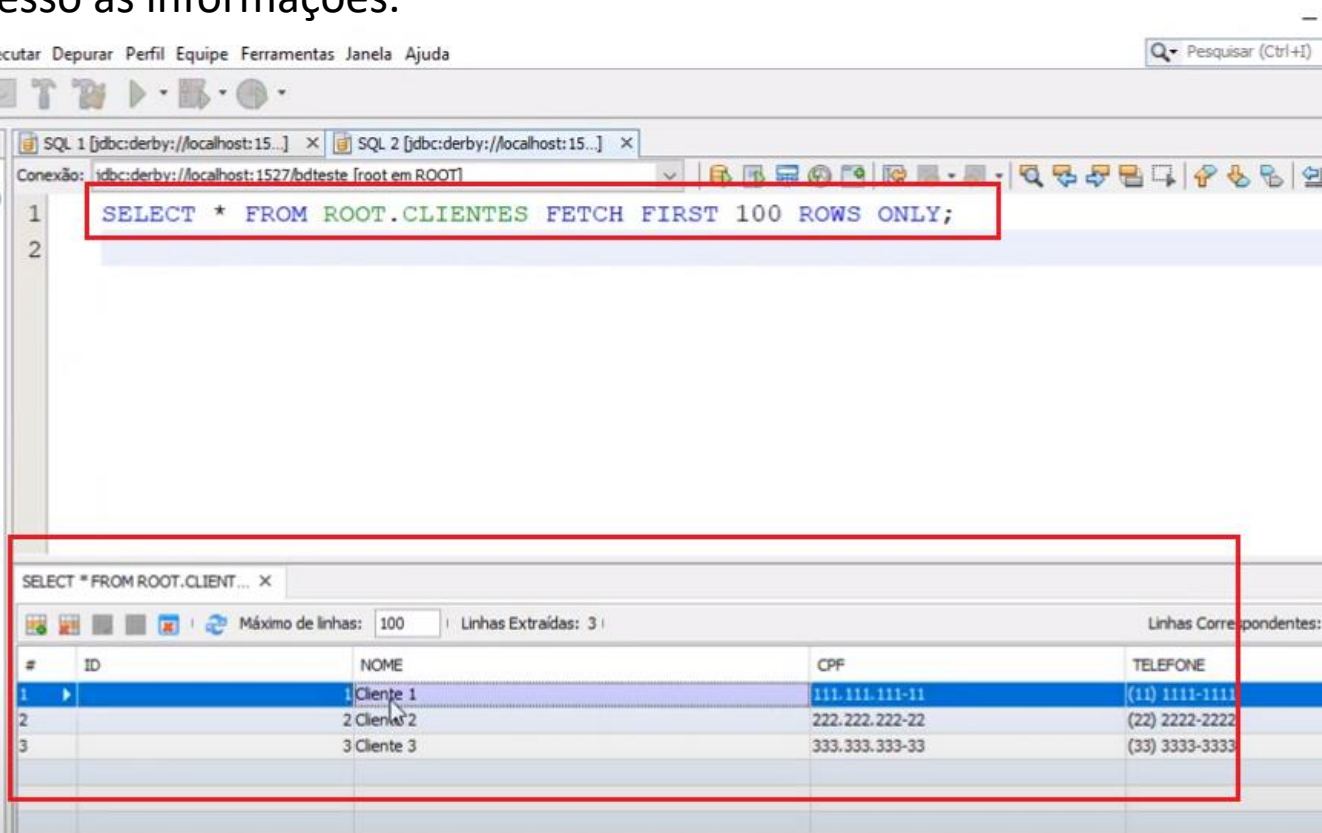 esso às informações.
ecutar Depurar Perfil Equipe Ferramentas Janela Ajuda
Pesquisar (Ctrl+I)
SQL 1 [jdbc:derby://localhost:15...] SQL 2 [jdbc:derby://localhost:15...]
Conexão: jdbc:derby://localhost:1527/bdteste [root em ROOT]
1 SELECT * FROM ROOT.CLIENTES FETCH FIRST 100 ROWS ONLY;
2
SELECT * FROM ROOT.CLIENT...
Máximo de linhas: 100 Linhas Extraídas: 3 Linhas Correspondentes:
# ID NOME CPF TELEFONE
1 1 Cliente 1 111.111.111-11 (11) 1111-1111
2 2 Cliente 2 222.222.222-22 (22) 2222-2222
3 3 Cliente 3 333.333.333-33 (33) 3333-3333